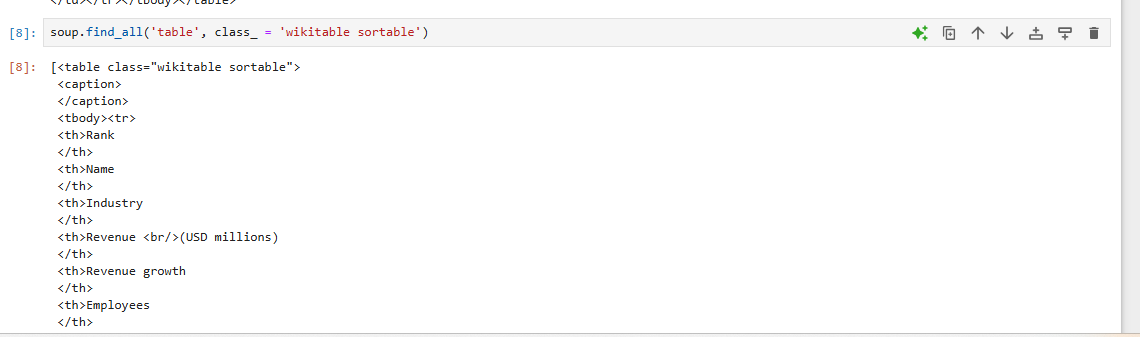 </td></tr></tbody></table>
[8]: soup.find_all('table', class_ = 'wikitable sortable')
[8]: [<table class="wikitable sortable">
<caption>
</caption>
<tbody><tr>
<th>Rank
</th>
<th>Name
</th>
<th>Industry
</th>
<th>Revenue <br/>(USD millions)
</th>
<th>Revenue growth
</th>
<th>Employees
</th>